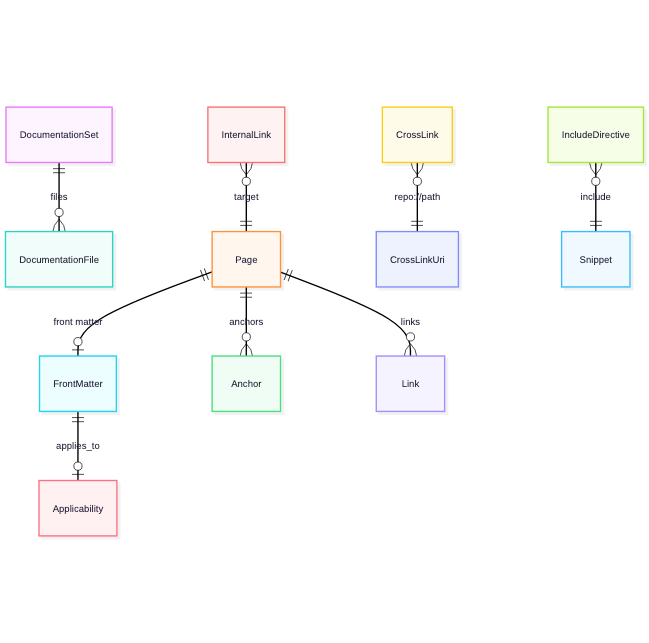 DocumentationSet
InternalLink
CrossLink
IncludeDirective
files
target
repo://path
include
DocumentationFile
Page
CrossLinkUri
Snippet
front matter
anchors
links
FrontMatter
Anchor
Link
applies_to
Applicability